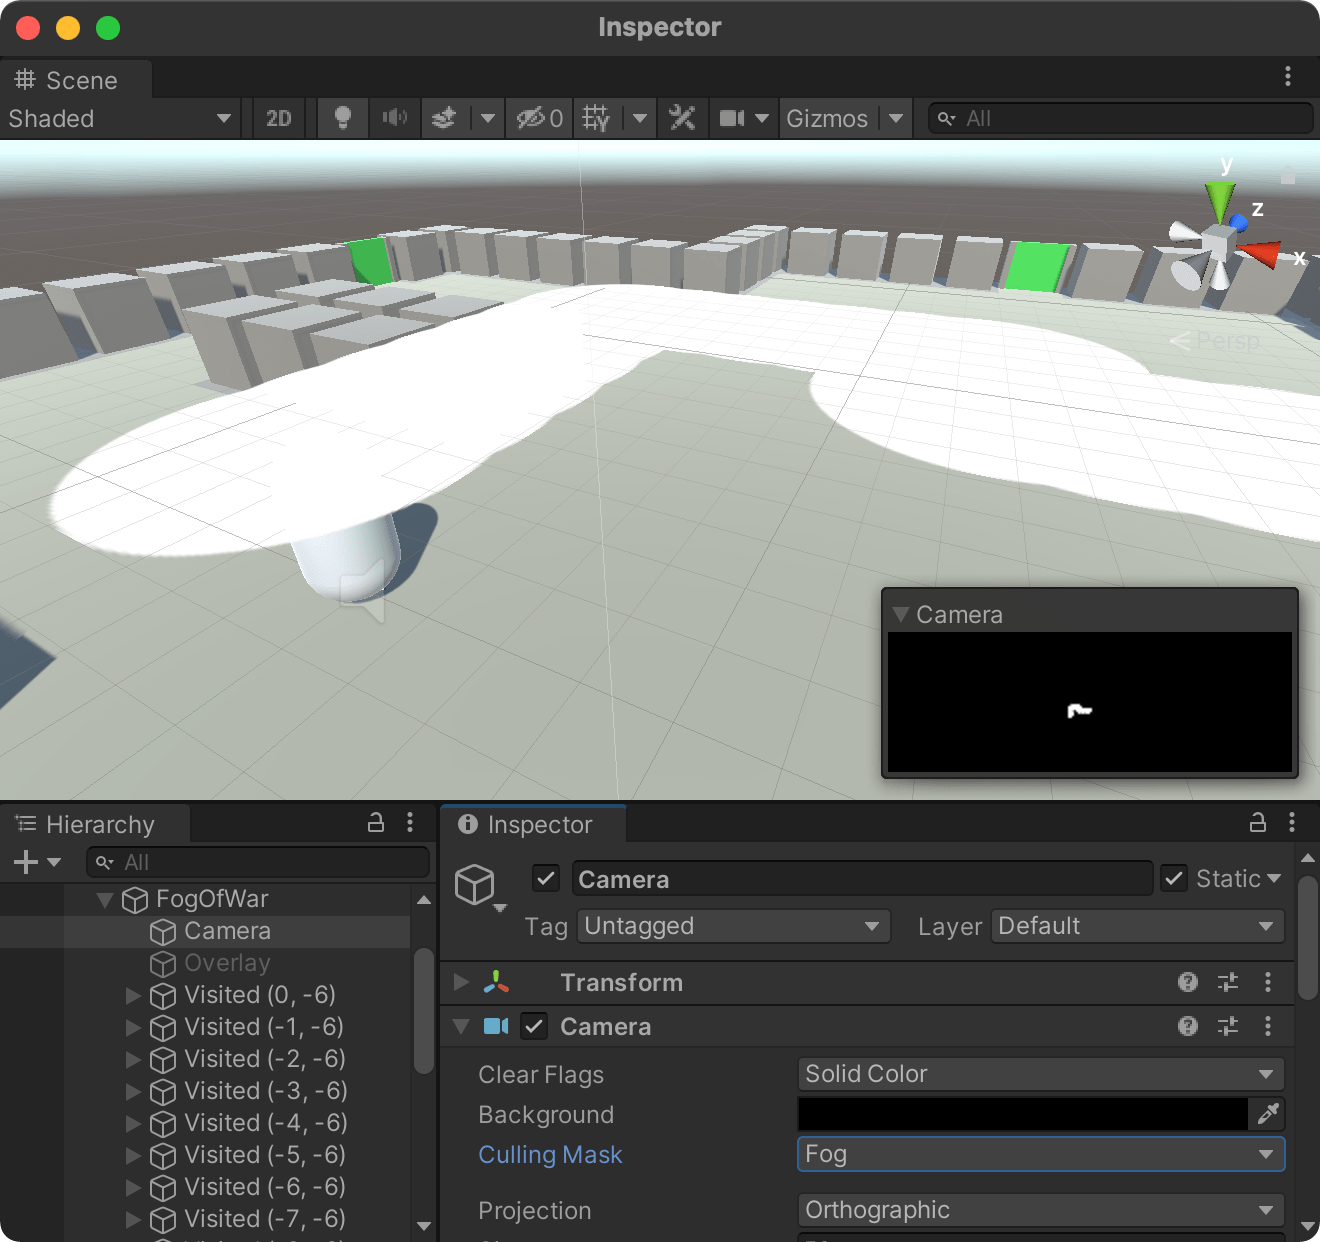 Inspector
Scene
Shaded 2D 0 Gizmos All
y
z
x
Persp
Camera
Hierarchy
All
FogOfWar
Camera
Overlay
Visited (0, -6)
Visited (-1, -6)
Visited (-2, -6)
Visited (-3, -6)
Visited (-4, -6)
Visited (-5, -6)
Visited (-6, -6)
Visited (-7, -6)
Inspector
Camera Static
Tag Untagged Layer Default
Transform
Camera
Clear Flags Solid Color
Background
Culling Mask Fog
Projection Orthographic